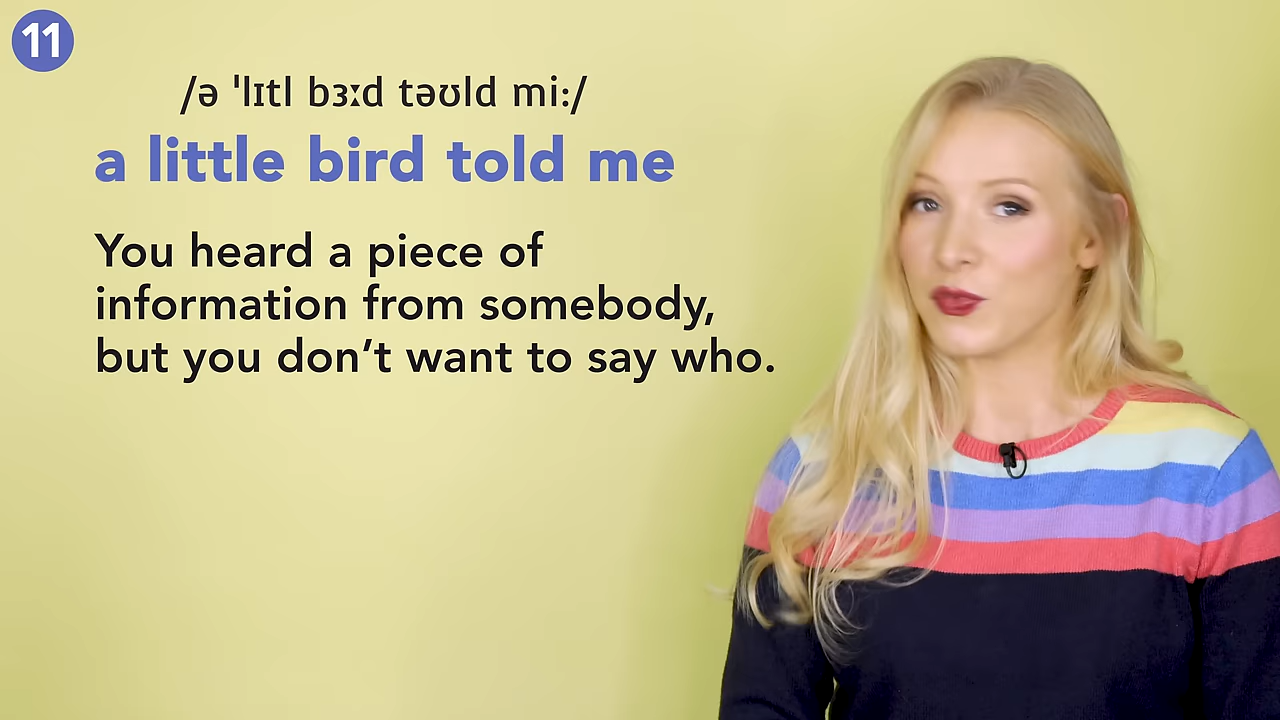 11
/ə ˈlɪtl bɜːd təʊld miː/
a little bird told me
You heard a piece of
information from somebody,
but you don’t want to say who.